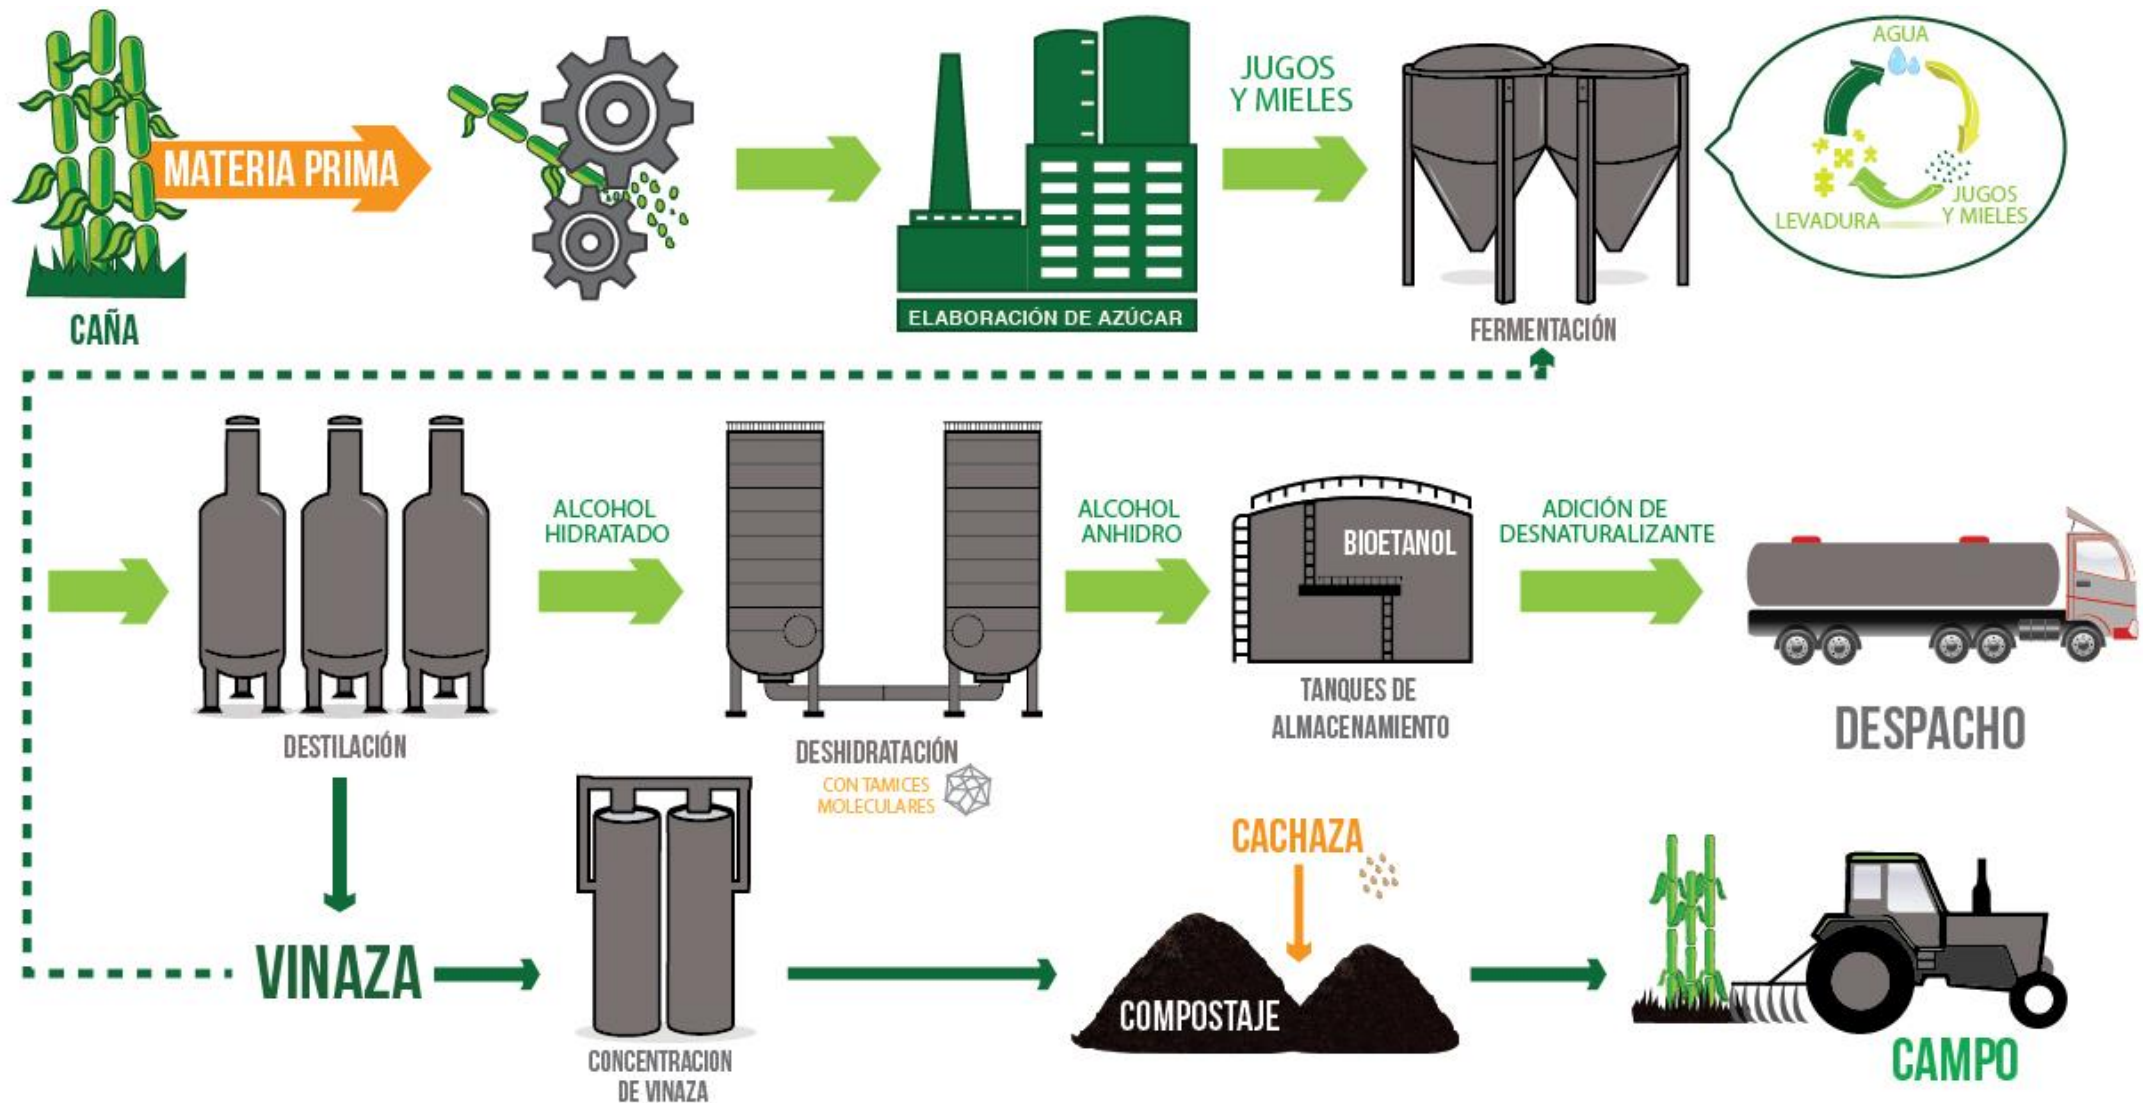 MATERIA PRIMA
CAÑA
ELABORACIÓN DE AZÚCAR
JUGOS
Y MIELES
FERMENTACIÓN
AGUA
JUGOS
Y MIELES
LEVADURA
DESTILACIÓN
ALCOHOL
HIDRATADO
DESHIDRATACIÓN
CON TAMICES
MOLECULARES
ALCOHOL
ANHIDRO
BIOETANOL
TANQUES DE
ALMACENAMIENTO
ADICIÓN DE
DESNATURALIZANTE
DESPACHO
VINAZA
CONCENTRACION
DE VINAZA
CACHAZA
COMPOSTAJE
CAMPO